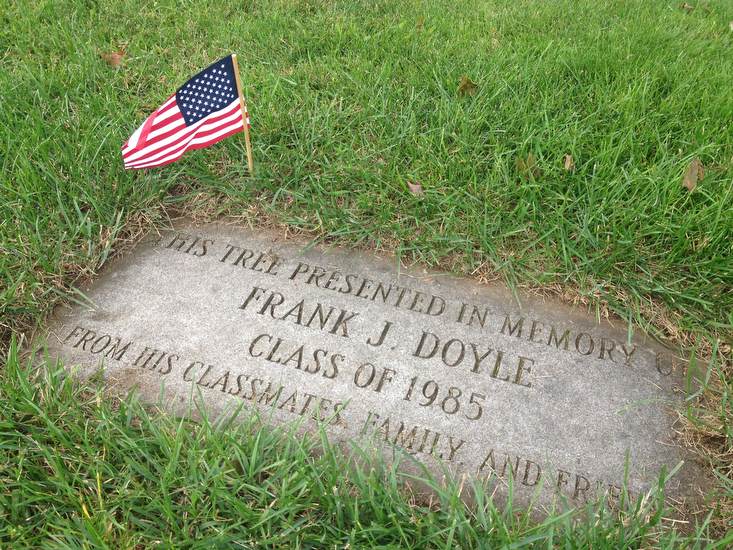 THIS TREE PRESENTED IN MEMORY OF
FRANK J. DOYLE
CLASS OF 1985
FROM HIS CLASSMATES, FAMILY, AND